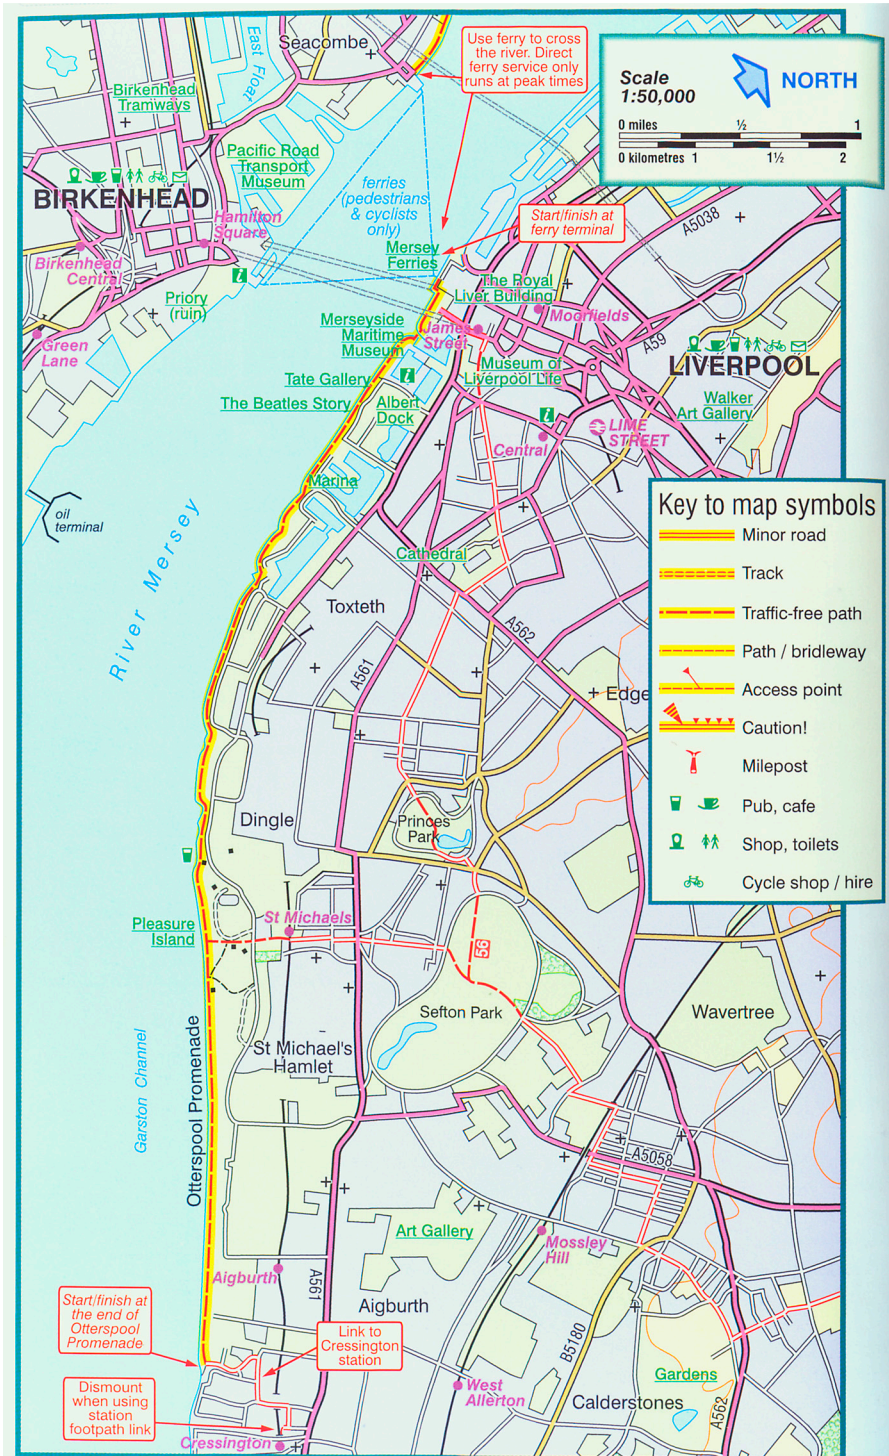 Seacombe
East Float
Use ferry to cross
the river. Direct
ferry service only
runs at peak times
Scale
1:50,000
NORTH
0 miles ½ 1
0 kilometres 1 1½ 2
Birkenhead
Tramways
Pacific Road
Transport
Museum
BIRKENHEAD
Hamilton
Square
ferries
(pedestrians
& cyclists
only)
Start/finish at
ferry terminal
A5038
Birkenhead
Central
Mersey
Ferries
Priory
(ruin)
The Royal
Liver Building
Moorfields
Green
Lane
Merseyside
Maritime
Museum
James
Street
A59
LIVERPOOL
Museum of
Liverpool Life
Tate Gallery
The Beatles Story
Albert
Dock
Walker
Art Gallery
LIME
STREET
Central
Marina
oil
terminal
River Mersey
Cathedral
Toxteth
A562
A561
Edge
Key to map symbols
Minor road
Track
Traffic-free path
Path / bridleway
Access point
Caution!
Milepost
Pub, cafe
Shop, toilets
Cycle shop / hire
Dingle
Princes
Park
Pleasure
Island
St Michaels
56
Sefton Park
Wavertree
St Michael's
Hamlet
Garston Channel
Otterspool Promenade
A5058
Art Gallery
Mossley
Hill
Aigburth
A561
Aigburth
Start/finish at
the end of
Otterspool
Promenade
Link to
Cressington
station
B5180
Dismount
when using
station
footpath link
West
Allerton
Gardens
Calderstones
A562
Cressington